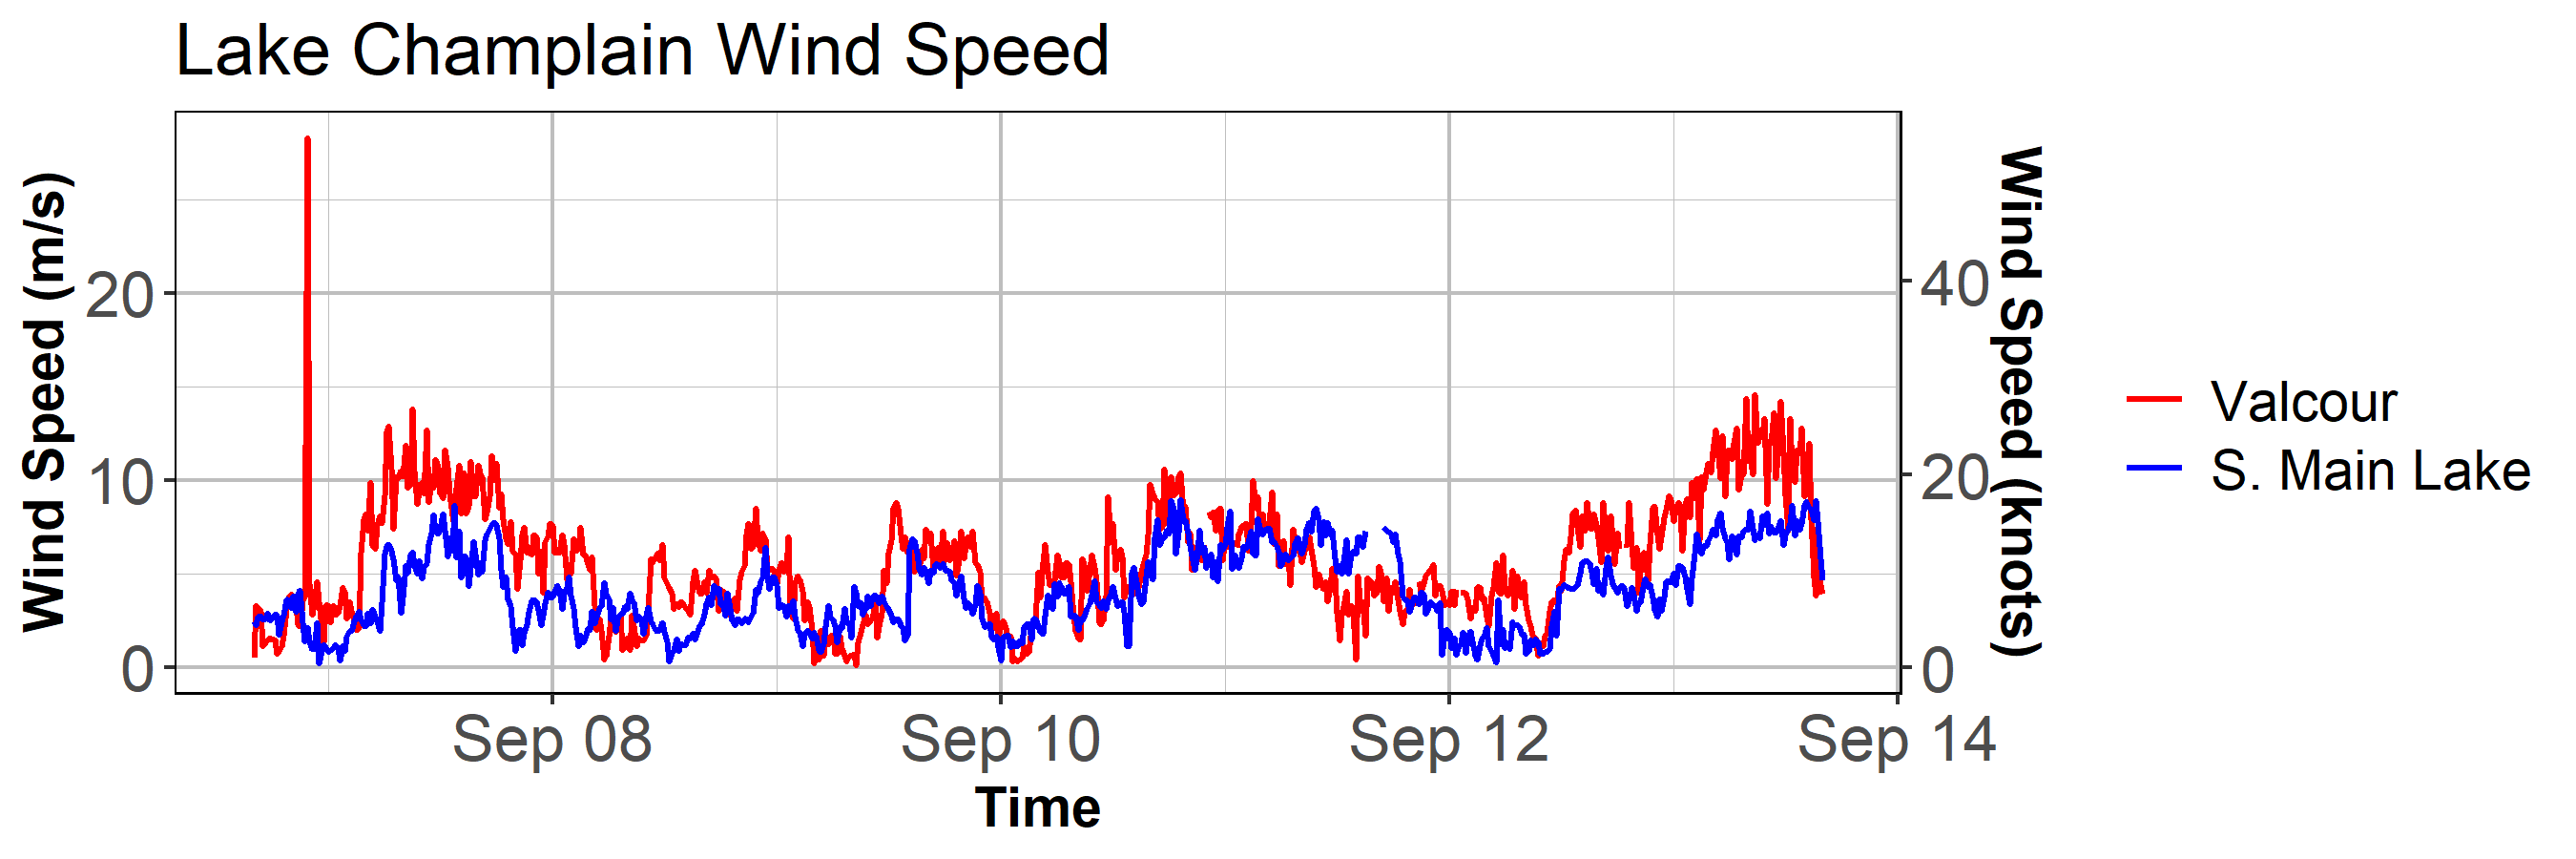 Lake Champlain Wind Speed
Wind Speed (m/s)
20
10
0
40
20
0
Wind Speed (knots)
Sep 08
Sep 10
Sep 12
Sep 14
Time
Valcour
S. Main Lake